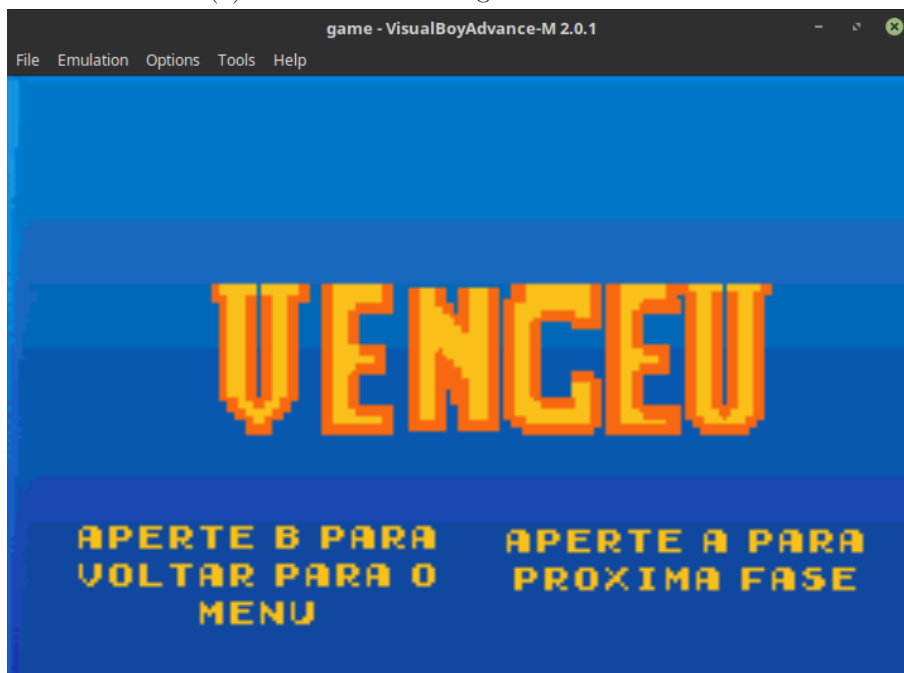 game - VisualBoyAdvance-M 2.0.1
File Emulation Options Tools Help
VENCEU
APERTE B PARA
VOLTAR PARA O
MENU
APERTE A PARA
PROXIMA FASE